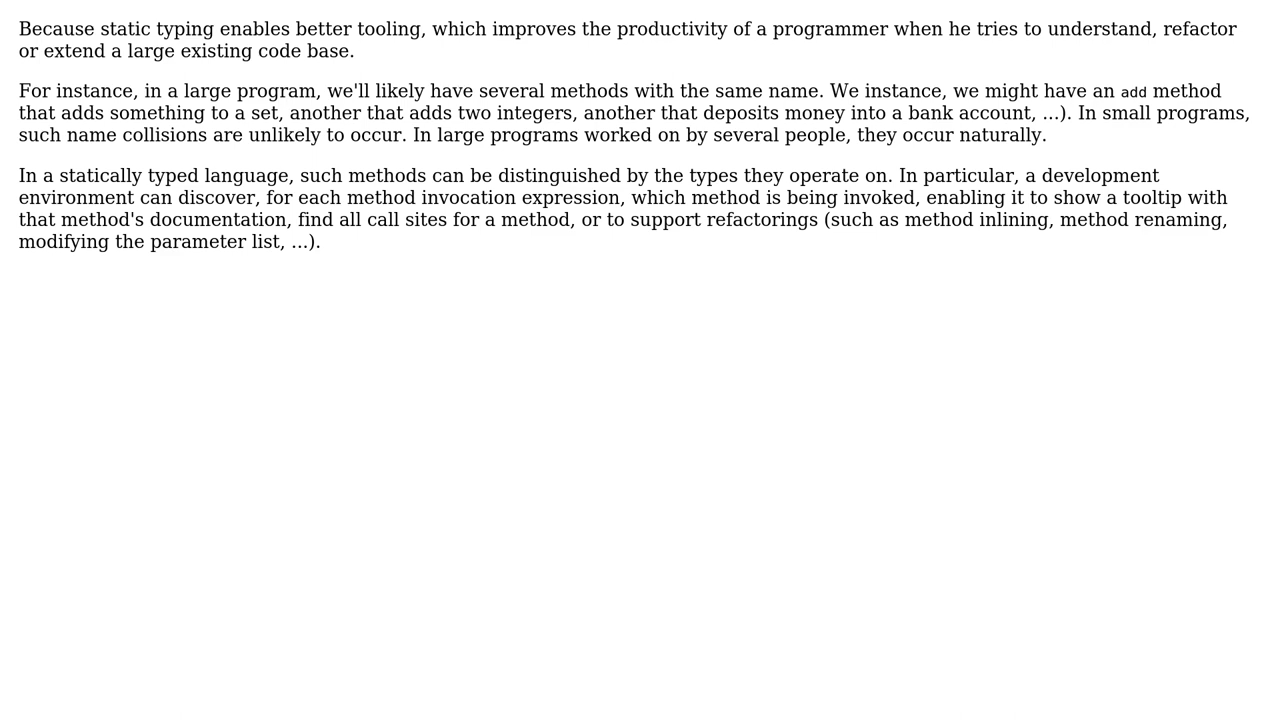 Because static typing enables better tooling, which improves the productivity of a programmer when he tries to understand, refactor
or extend a large existing code base.
For instance, in a large program, we'll likely have several methods with the same name. We instance, we might have an add method
that adds something to a set, another that adds two integers, another that deposits money into a bank account, ...). In small programs,
such name collisions are unlikely to occur. In large programs worked on by several people, they occur naturally.
In a statically typed language, such methods can be distinguished by the types they operate on. In particular, a development
environment can discover, for each method invocation expression, which method is being invoked, enabling it to show a tooltip with
that method's documentation, find all call sites for a method, or to support refactorings (such as method inlining, method renaming,
modifying the parameter list, ...).